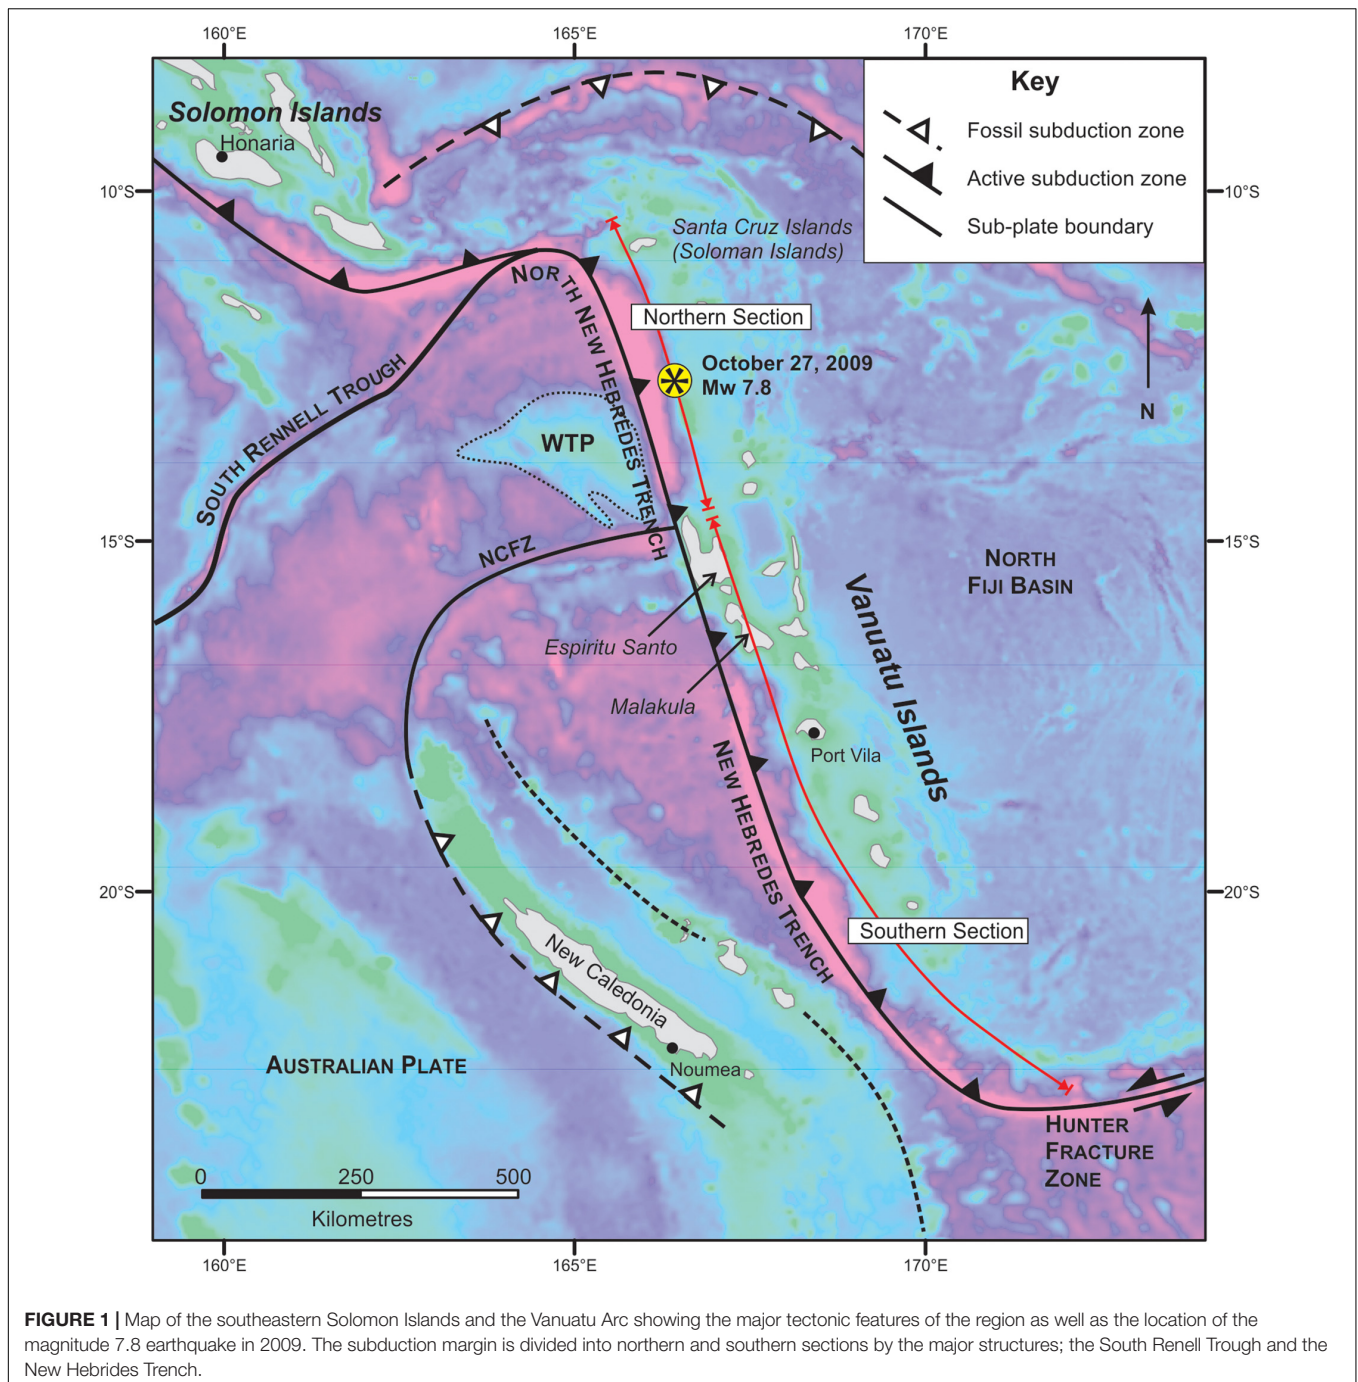 160°E
165°E
170°E
Key
Fossil subduction zone
Active subduction zone
Sub-plate boundary
Solomon Islands
Honaria
10°S
10°S
Santa Cruz Islands
(Soloman Islands)
NORTH NEW HEBREDES TRENCH
Northern Section
October 27, 2009
Mw 7.8
N
SOUTH RENNELL TROUGH
WTP
15°S
15°S
NCFZ
NORTH
FIJI BASIN
Espiritu Santo
Malakula
Vanuatu Islands
Port Vila
NEW HEBREDES TRENCH
20°S
20°S
Southern Section
New Caledonia
Noumea
AUSTRALIAN PLATE
HUNTER
FRACTURE
ZONE
0 250 500
Kilometres
160°E
165°E
170°E
FIGURE 1 | Map of the southeastern Solomon Islands and the Vanuatu Arc showing the major tectonic features of the region as well as the location of the
magnitude 7.8 earthquake in 2009. The subduction margin is divided into northern and southern sections by the major structures; the South Renell Trough and the
New Hebrides Trench.